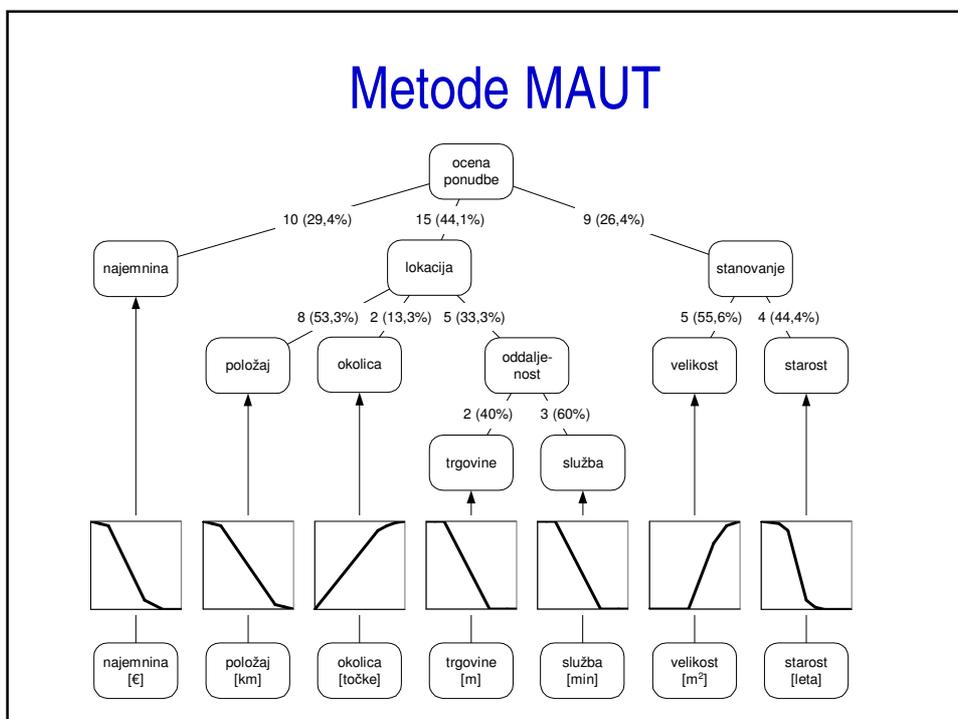 Metode MAUT
ocena
ponudbe
10 (29,4%)
15 (44,1%)
9 (26,4%)
najemnina
lokacija
stanovanje
8 (53,3%)
2 (13,3%)
5 (33,3%)
5 (55,6%)
4 (44,4%)
položaj
okolica
oddalje-
nost
velikost
starost
2 (40%)
3 (60%)
trgovine
služba
najemnina
[€]
položaj
[km]
okolica
[točke]
trgovine
[m]
služba
[min]
velikost
[m²]
starost
[leta]